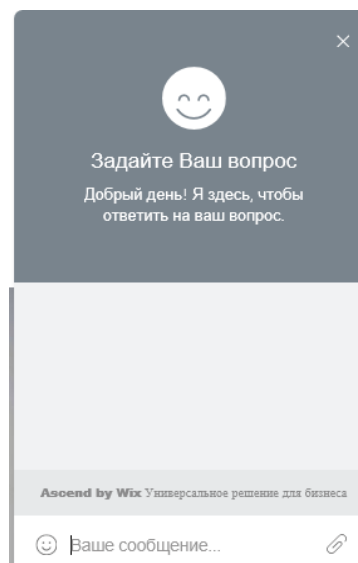 Задайте Ваш вопрос
Добрый день! Я здесь, чтобы
ответить на ваш вопрос.
Ascend by Wix Универсальное решение для бизнеса
Ваше сообщение...